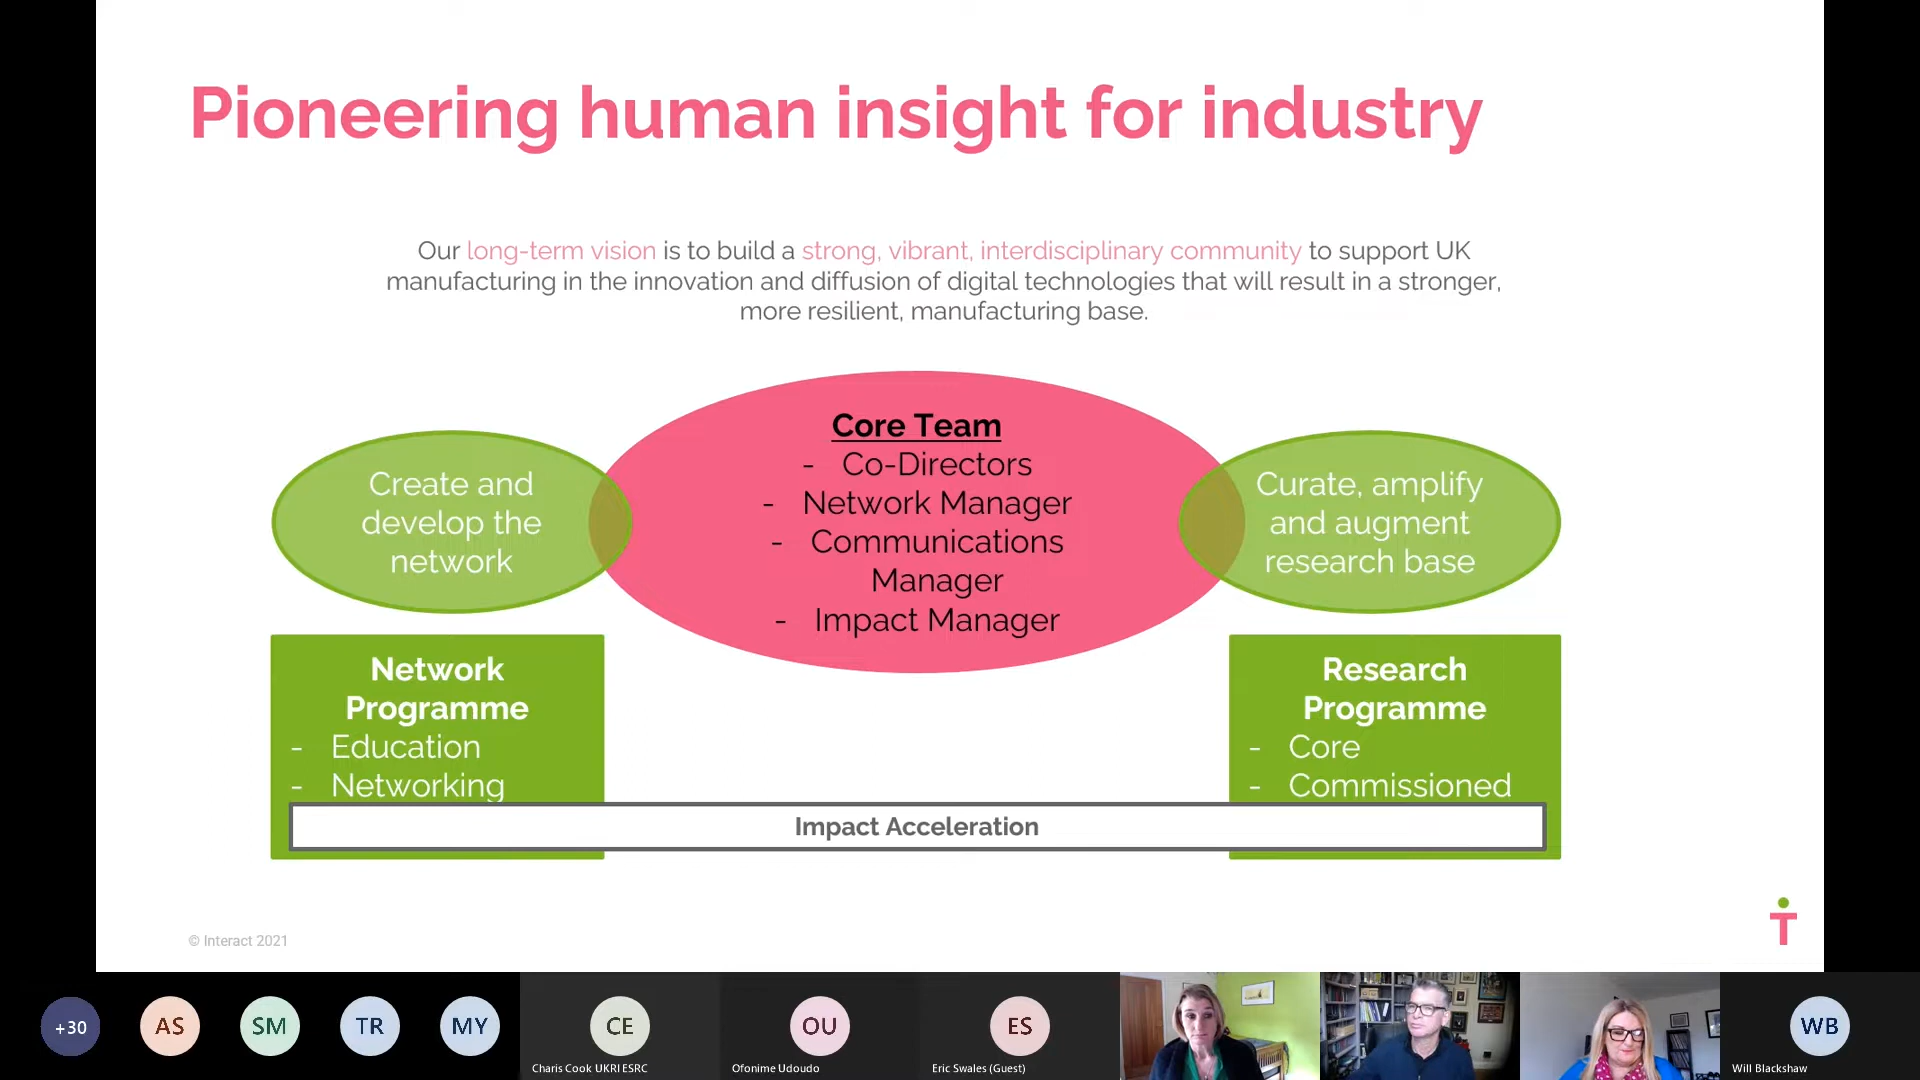 Pioneering human insight for industry
Our long-term vision is to build a strong, vibrant, interdisciplinary community to support UK
manufacturing in the innovation and diffusion of digital technologies that will result in a stronger,
more resilient, manufacturing base.
Create and
develop the
network
Core Team
- Co-Directors
- Network Manager
- Communications
Manager
- Impact Manager
Curate, amplify
and augment
research base
Network
Programme
- Education
- Networking
Research
Programme
- Core
- Commissioned
Impact Acceleration
© Interact 2021
+30
AS
SM
TR
MY
CE
Charis Cook UKRI ESRC
OU
Ofonime Udoudo
ES
Eric Swales (Guest)
WB
Will Blackshaw